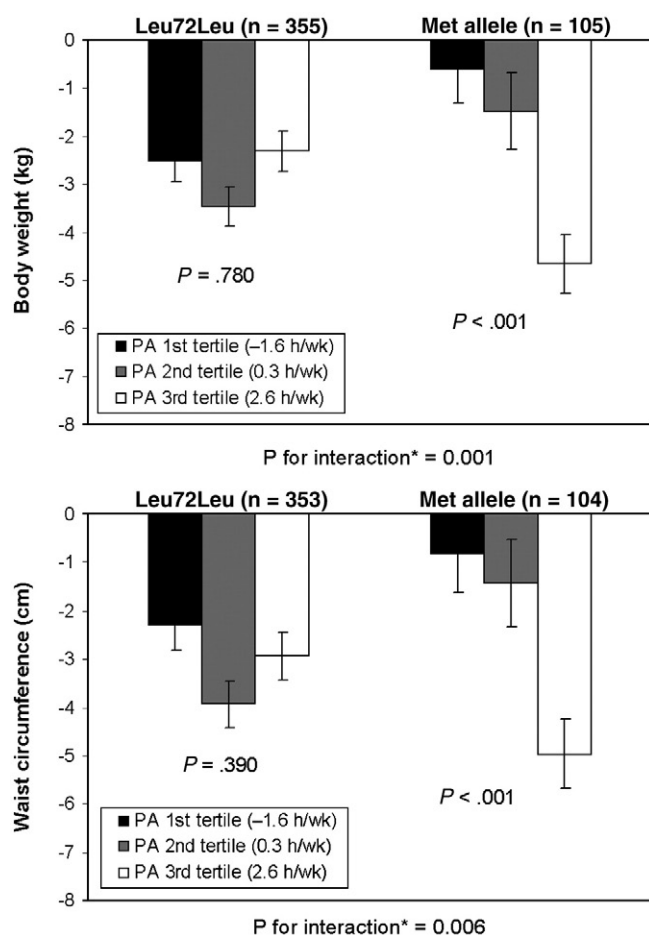 Leu72Leu (n = 355) Met allele (n = 105)
0
-1
-2
-3
-4
-5
-6
-7
-8
Body weight (kg)
P = .780
P < .001
PA 1st tertile (–1.6 h/wk)
PA 2nd tertile (0.3 h/wk)
PA 3rd tertile (2.6 h/wk)
P for interaction* = 0.001
Leu72Leu (n = 353) Met allele (n = 104)
0
-1
-2
-3
-4
-5
-6
-7
-8
Waist circumference (cm)
P = .390
P < .001
PA 1st tertile (–1.6 h/wk)
PA 2nd tertile (0.3 h/wk)
PA 3rd tertile (2.6 h/wk)
P for interaction* = 0.006